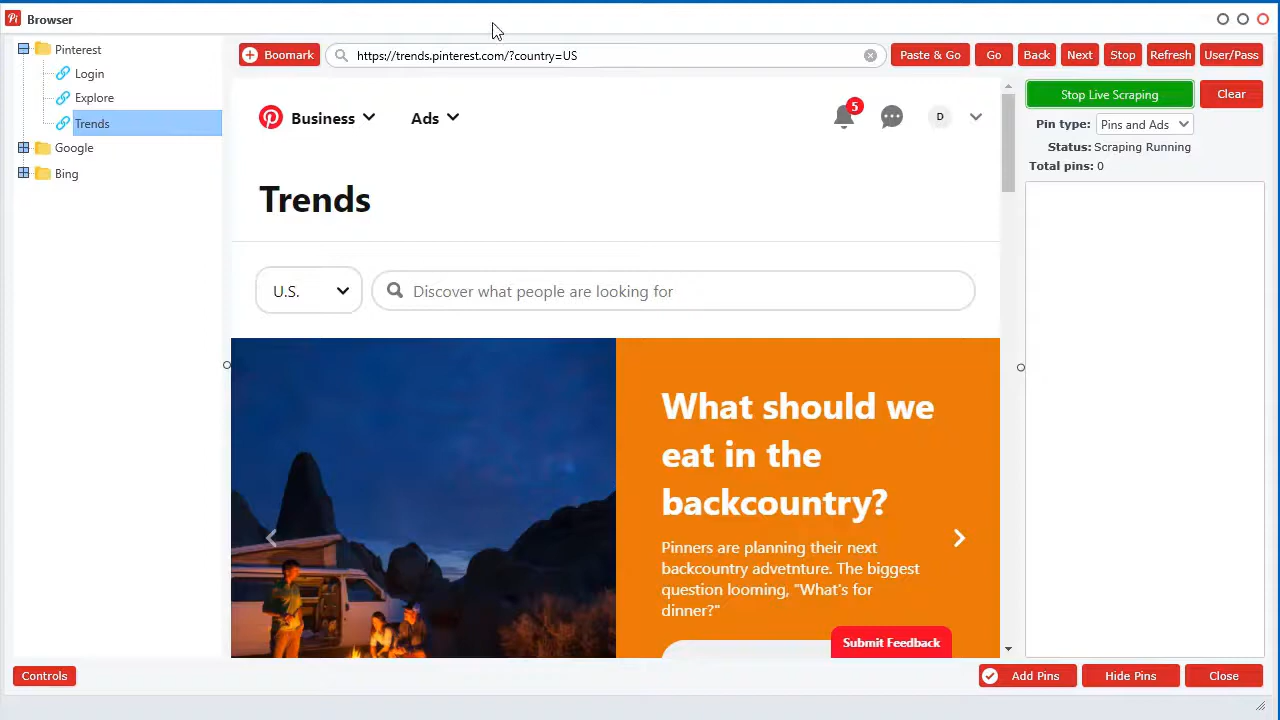 Pi Browser
Pinterest
Login
Explore
Trends
Google
Bing
Boomark
https://trends.pinterest.com/?country=US
Paste & Go
Go
Back
Next
Stop
Refresh
User/Pass
Business
Ads
5
D
Trends
U.S.
Discover what people are looking for
What should we
eat in the
backcountry?
Pinners are planning their next
backcountry advetnture. The biggest
question looming, "What's for
dinner?"
Submit Feedback
Stop Live Scraping
Clear
Pin type: Pins and Ads
Status: Scraping Running
Total pins: 0
Controls
Add Pins
Hide Pins
Close